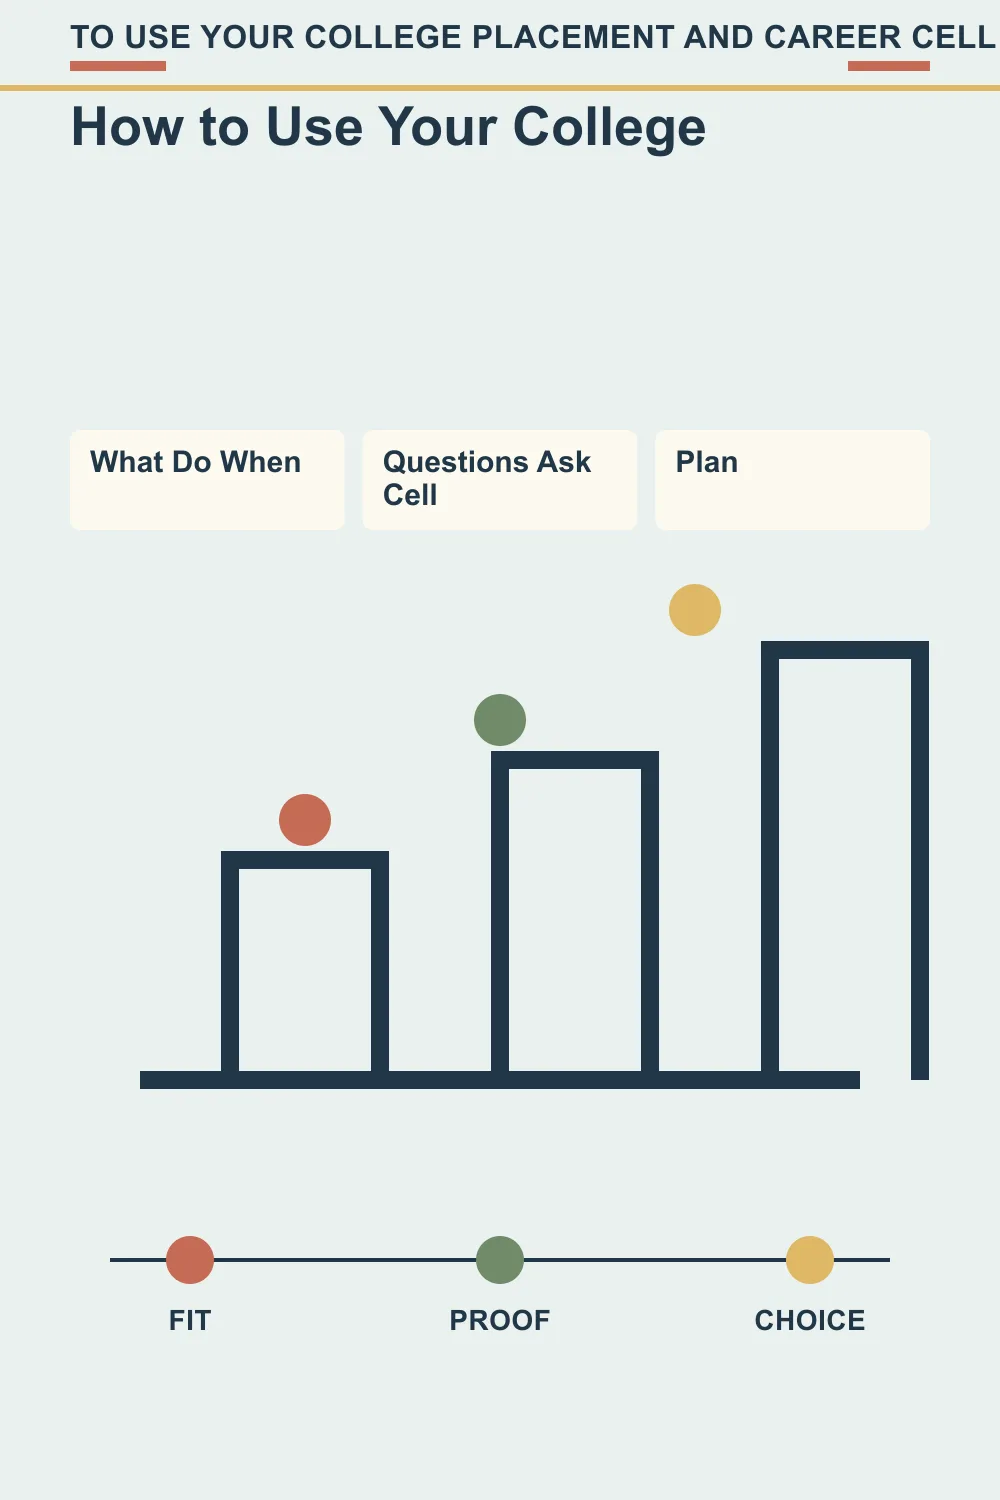 TO USE YOUR COLLEGE PLACEMENT AND CAREER CELL
How to Use Your College
What Do When
Questions Ask
Cell
Plan
FIT
PROOF
CHOICE